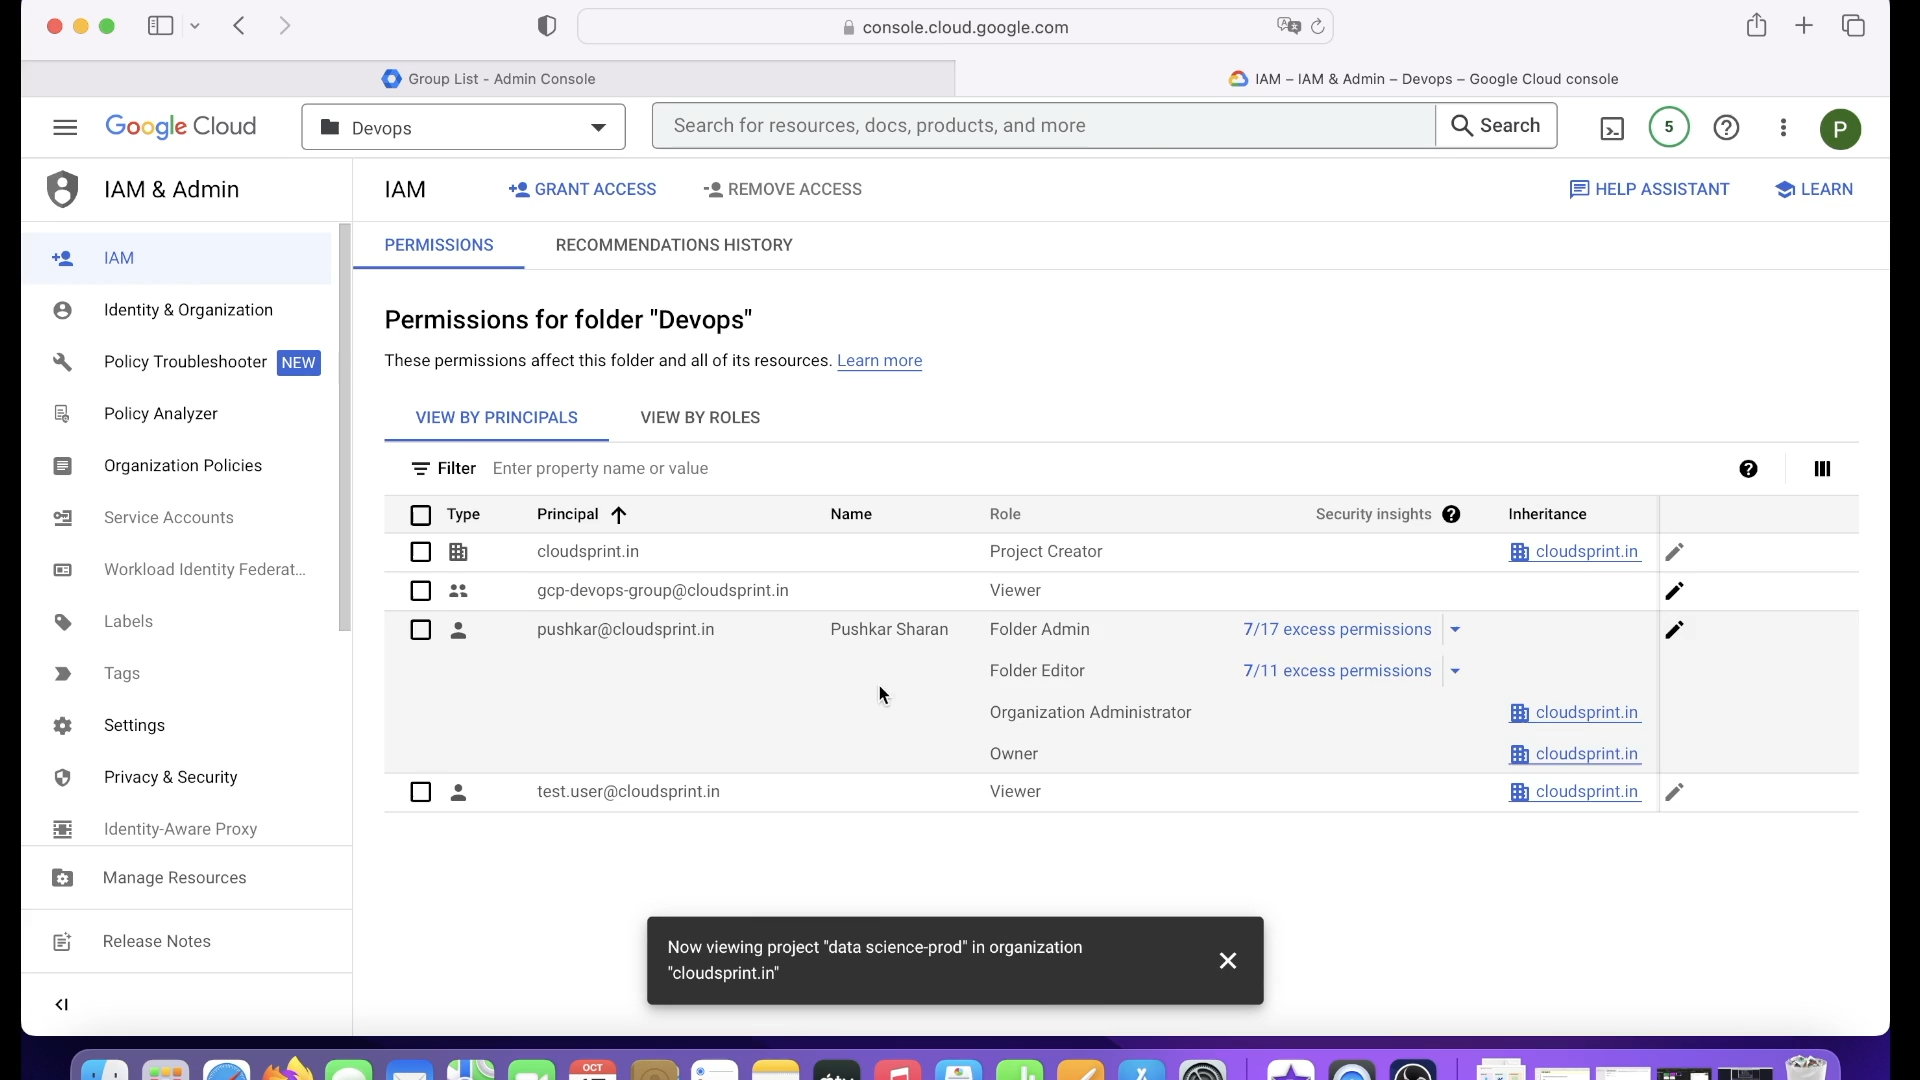 console.cloud.google.com
Group List - Admin Console
IAM – IAM & Admin – Devops – Google Cloud console
Google Cloud
Devops
Search for resources, docs, products, and more
Search
5
P
IAM & Admin
IAM
GRANT ACCESS
REMOVE ACCESS
HELP ASSISTANT
LEARN
IAM
Identity & Organization
Policy Troubleshooter NEW
Policy Analyzer
Organization Policies
Service Accounts
Workload Identity Federat...
Labels
Tags
Settings
Privacy & Security
Identity-Aware Proxy
Manage Resources
Release Notes
PERMISSIONS
RECOMMENDATIONS HISTORY
Permissions for folder "Devops"
These permissions affect this folder and all of its resources. Learn more
VIEW BY PRINCIPALS
VIEW BY ROLES
Filter Enter property name or value
Type Principal Name Role Security insights Inheritance
cloudsprint.in Project Creator cloudsprint.in
gcp-devops-group@cloudsprint.in Viewer
pushkar@cloudsprint.in Pushkar Sharan Folder Admin 7/17 excess permissions
Folder Editor 7/11 excess permissions
Organization Administrator cloudsprint.in
Owner cloudsprint.in
test.user@cloudsprint.in Viewer cloudsprint.in
Now viewing project "data science-prod" in organization
"cloudsprint.in"
OCT